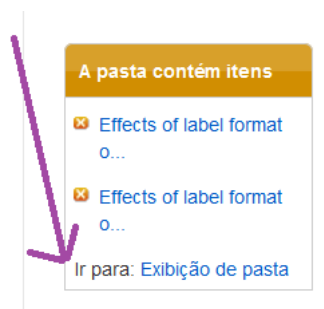 A pasta contém itens
Effects of label format
o...
Effects of label format
o...
Ir para: Exibição de pasta